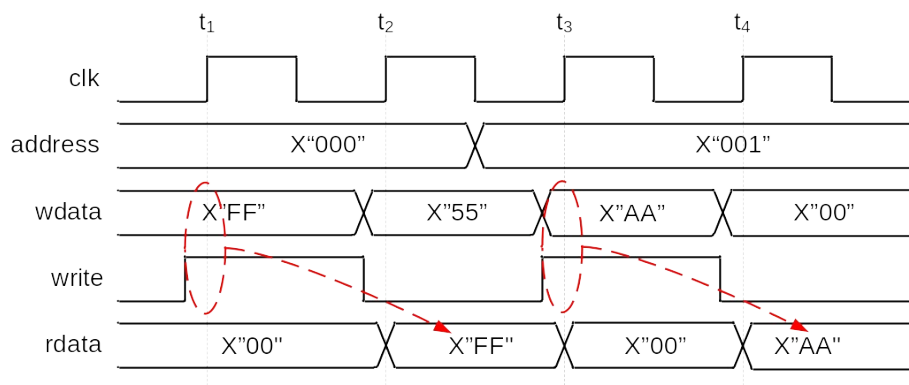 t1 t2 t3 t4
clk
address X“000” X“001”
wdata X”FF” X”55” X”AA” X”00”
write
rdata X”00" X”FF" X”00” X”AA"